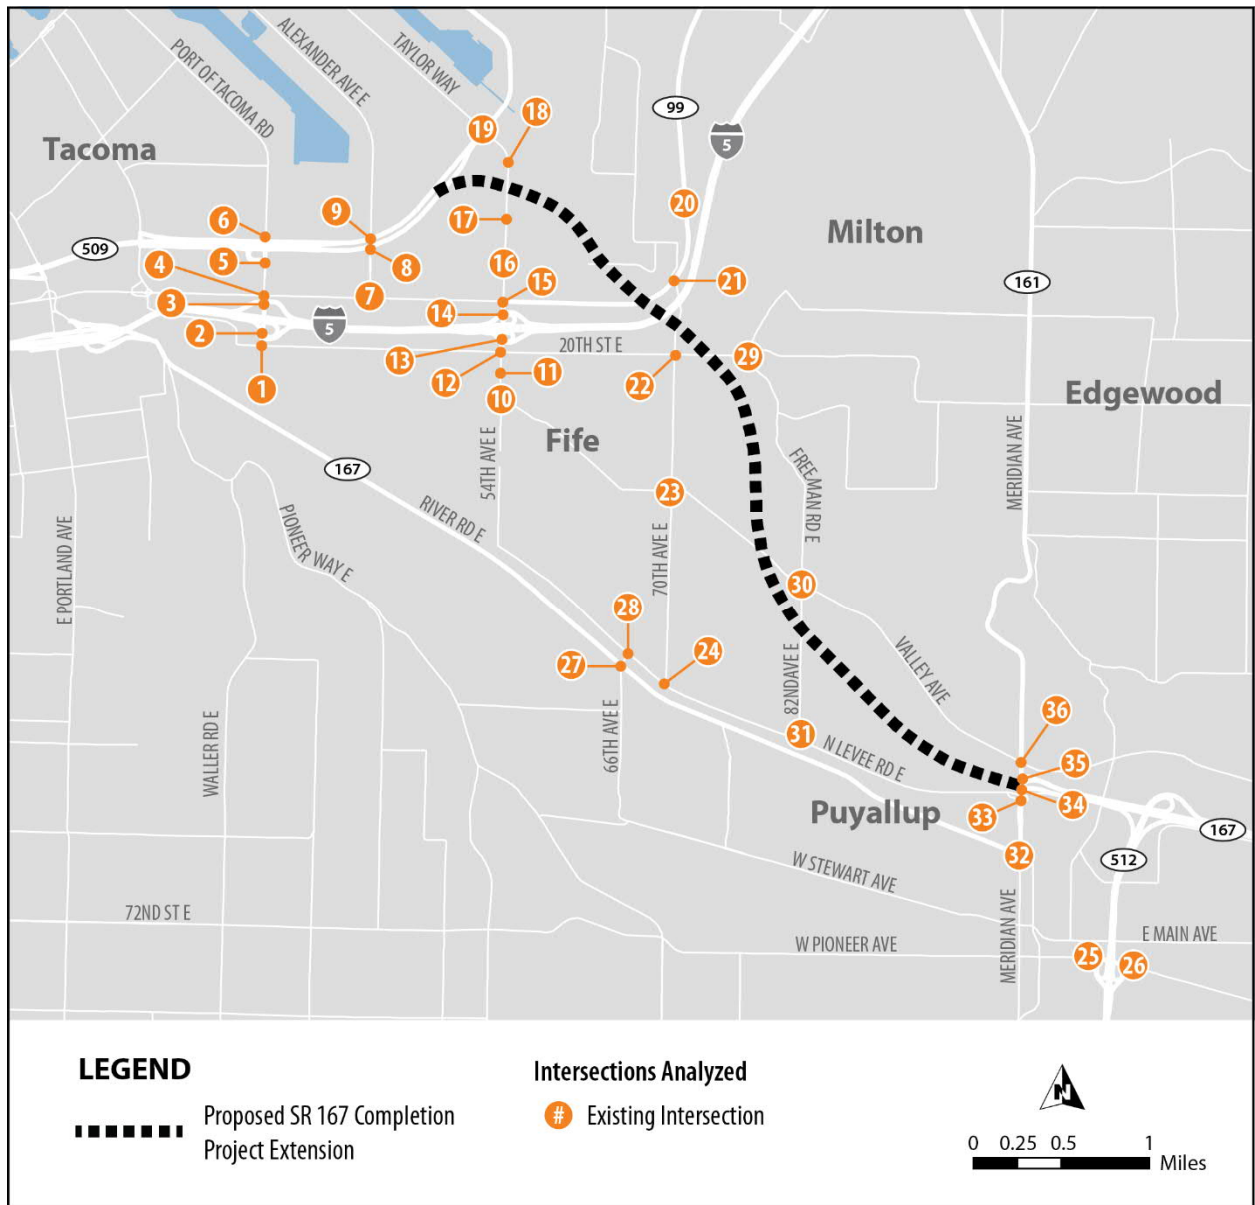 PORT OF TACOMA RD
ALEXANDER AVE E
TAYLOR WAY
99
5
18
19
Tacoma
20
Milton
6
9
17
509
5
8
16
15
21
161
4
7
3
14
5
2
20TH ST E
29
13
1
12
11
22
10
Edgewood
MERIDIAN AVE
Fife
167
54TH AVE E
FREEMAN RD E
23
RIVER RD E
PIONEER WAY E
E PORTLAND AVE
70TH AVE E
30
28
27
24
VALLEY AVE
82ND AVE E
36
31
66TH AVE E
N LEVEE RD E
35
WALLER RD E
33
34
Puyallup
167
32
512
W STEWART AVE
72ND ST E
W PIONEER AVE
MERIDIAN AVE
E MAIN AVE
25
26
LEGEND
Proposed SR 167 Completion
Project Extension
Intersections Analyzed
# Existing Intersection
N
0 0.25 0.5 1
Miles